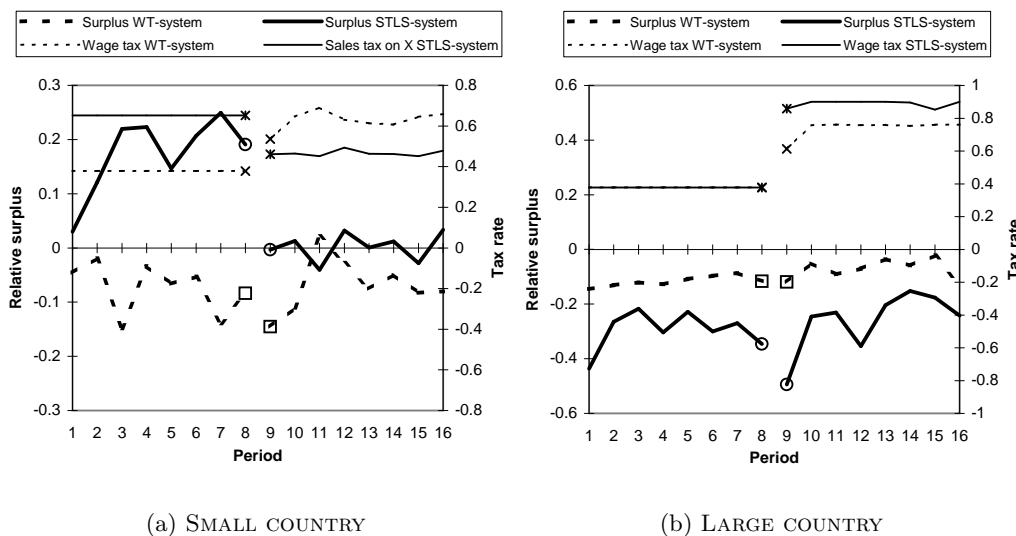 Surplus WT-system Surplus STLS-system
Wage tax WT-system Sales tax on X STLS-system
0.3
0.2
0.1
0
-0.1
-0.2
-0.3
Relative surplus
0.8
0.6
0.4
0.2
0
-0.2
-0.4
-0.6
-0.8
Tax rate
1 2 3 4 5 6 7 8 9 10 11 12 13 14 15 16
Period
(a) SMALL COUNTRY
Surplus WT-system Surplus STLS-system
Wage tax WT-system Wage tax STLS-system
0.6
0.4
0.2
0
-0.2
-0.4
-0.6
Relative surplus
1
0.8
0.6
0.4
0.2
0
-0.2
-0.4
-0.6
-0.8
-1
Tax rate
1 2 3 4 5 6 7 8 9 10 11 12 13 14 15 16
Period
(b) LARGE COUNTRY